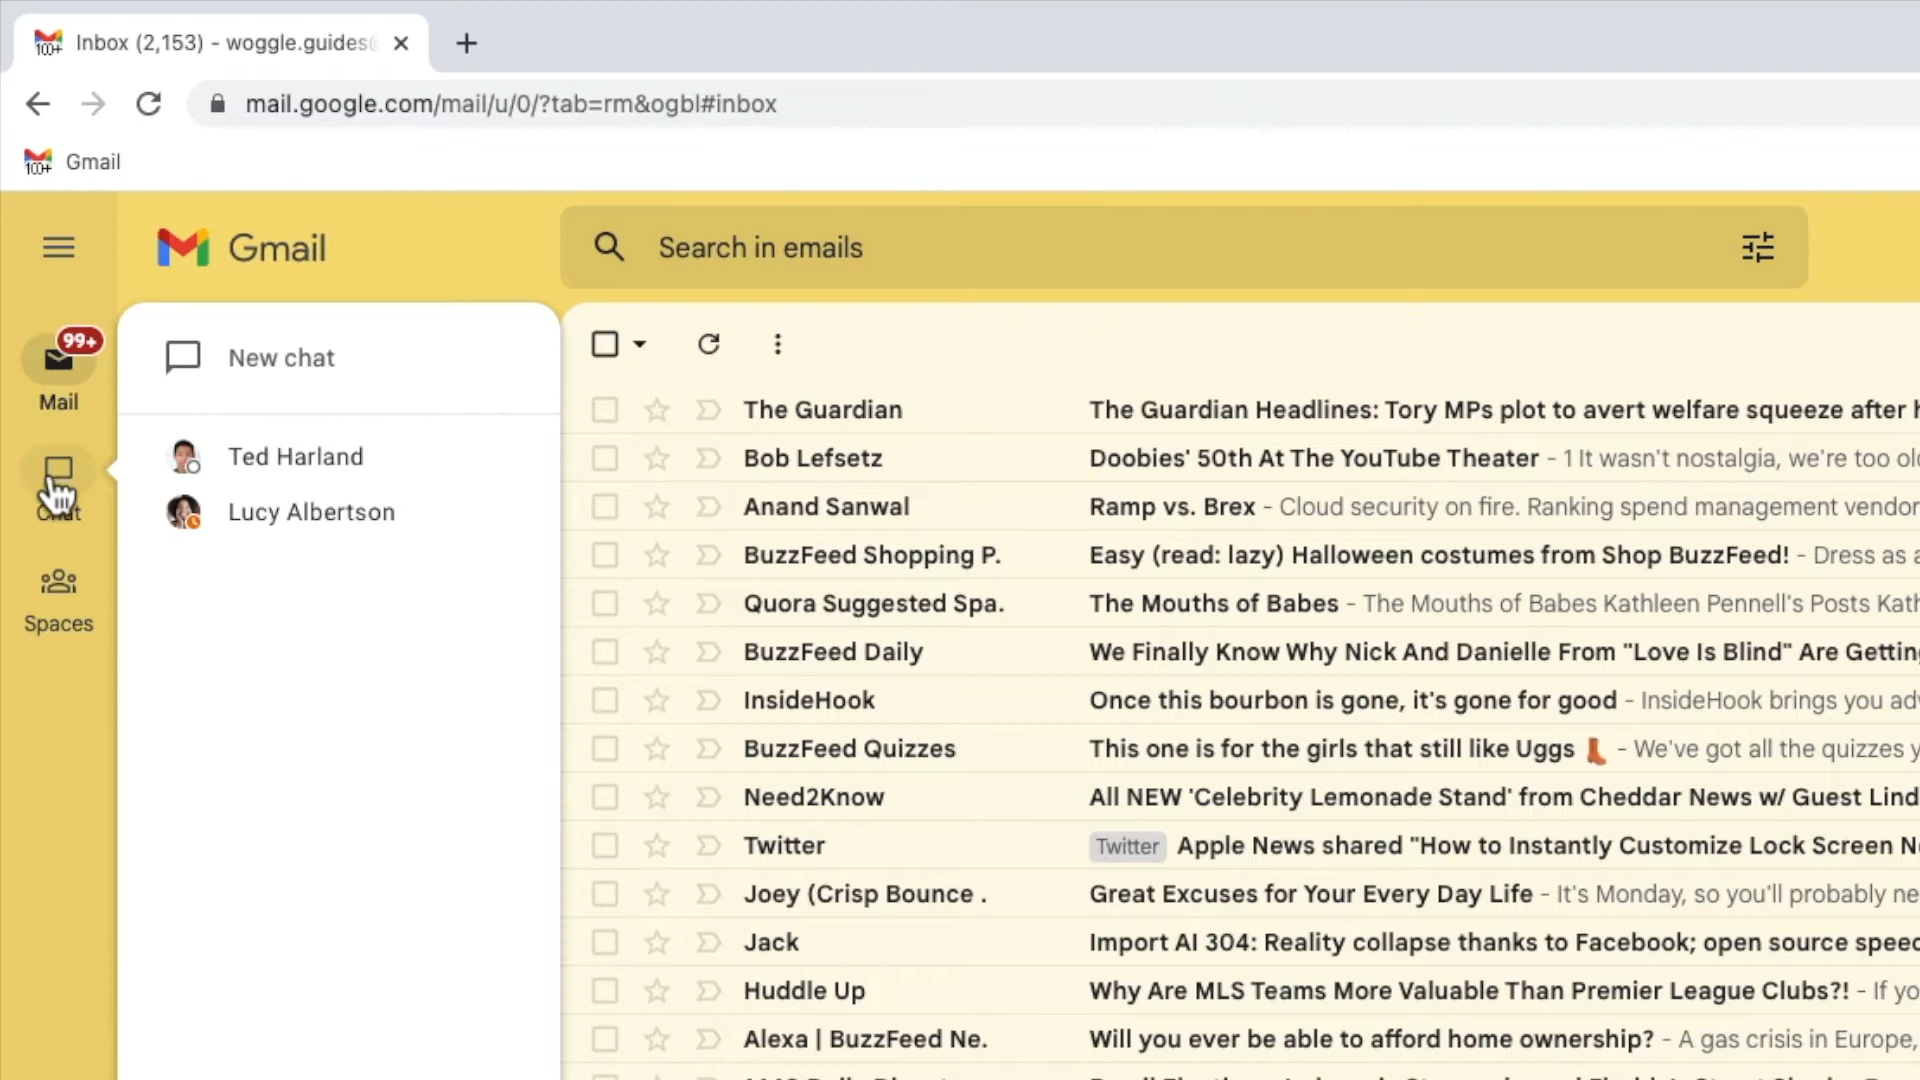 Inbox (2,153) - woggle.guides@
mail.google.com/mail/u/0/?tab=rm&ogbl#inbox
100+ Gmail
Gmail
Search in emails
99+
Mail
Chat
Spaces
New chat
Ted Harland
Lucy Albertson
The Guardian The Guardian Headlines: Tory MPs plot to avert welfare squeeze after
Bob Lefsetz Doobies' 50th At The YouTube Theater - 1 It wasn't nostalgia, we're too old
Anand Sanwal Ramp vs. Brex - Cloud security on fire. Ranking spend management vendor
BuzzFeed Shopping P. Easy (read: lazy) Halloween costumes from Shop BuzzFeed! - Dress as a
Quora Suggested Spa. The Mouths of Babes - The Mouths of Babes Kathleen Pennell's Posts Kath
BuzzFeed Daily We Finally Know Why Nick And Danielle From "Love Is Blind" Are Getting
InsideHook Once this bourbon is gone, it's gone for good - InsideHook brings you adv
BuzzFeed Quizzes This one is for the girls that still like Uggs 👢 - We've got all the quizzes y
Need2Know All NEW 'Celebrity Lemonade Stand' from Cheddar News w/ Guest Lind
Twitter Twitter Apple News shared "How to Instantly Customize Lock Screen N
Joey (Crisp Bounce . Great Excuses for Your Every Day Life - It's Monday, so you'll probably ne
Jack Import AI 304: Reality collapse thanks to Facebook; open source speec
Huddle Up Why Are MLS Teams More Valuable Than Premier League Clubs?! - If yo
Alexa | BuzzFeed Ne. Will you ever be able to afford home ownership? - A gas crisis in Europe,